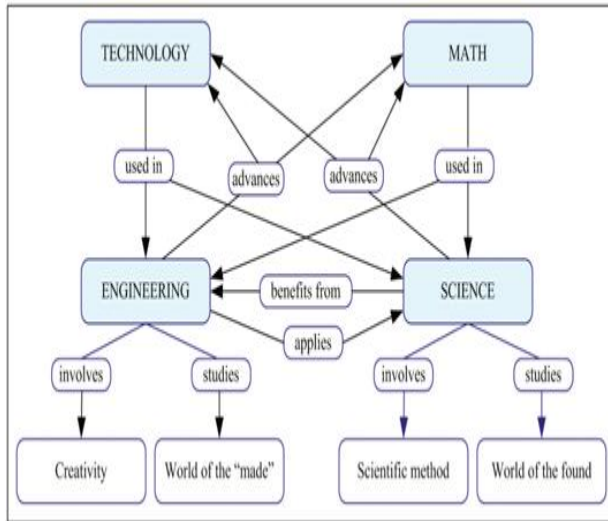 TECHNOLOGY
MATH
used in
advances
advances
used in
ENGINEERING
benefits from
SCIENCE
applies
involves
studies
involves
studies
Creativity
World of the “made”
Scientific method
World of the found